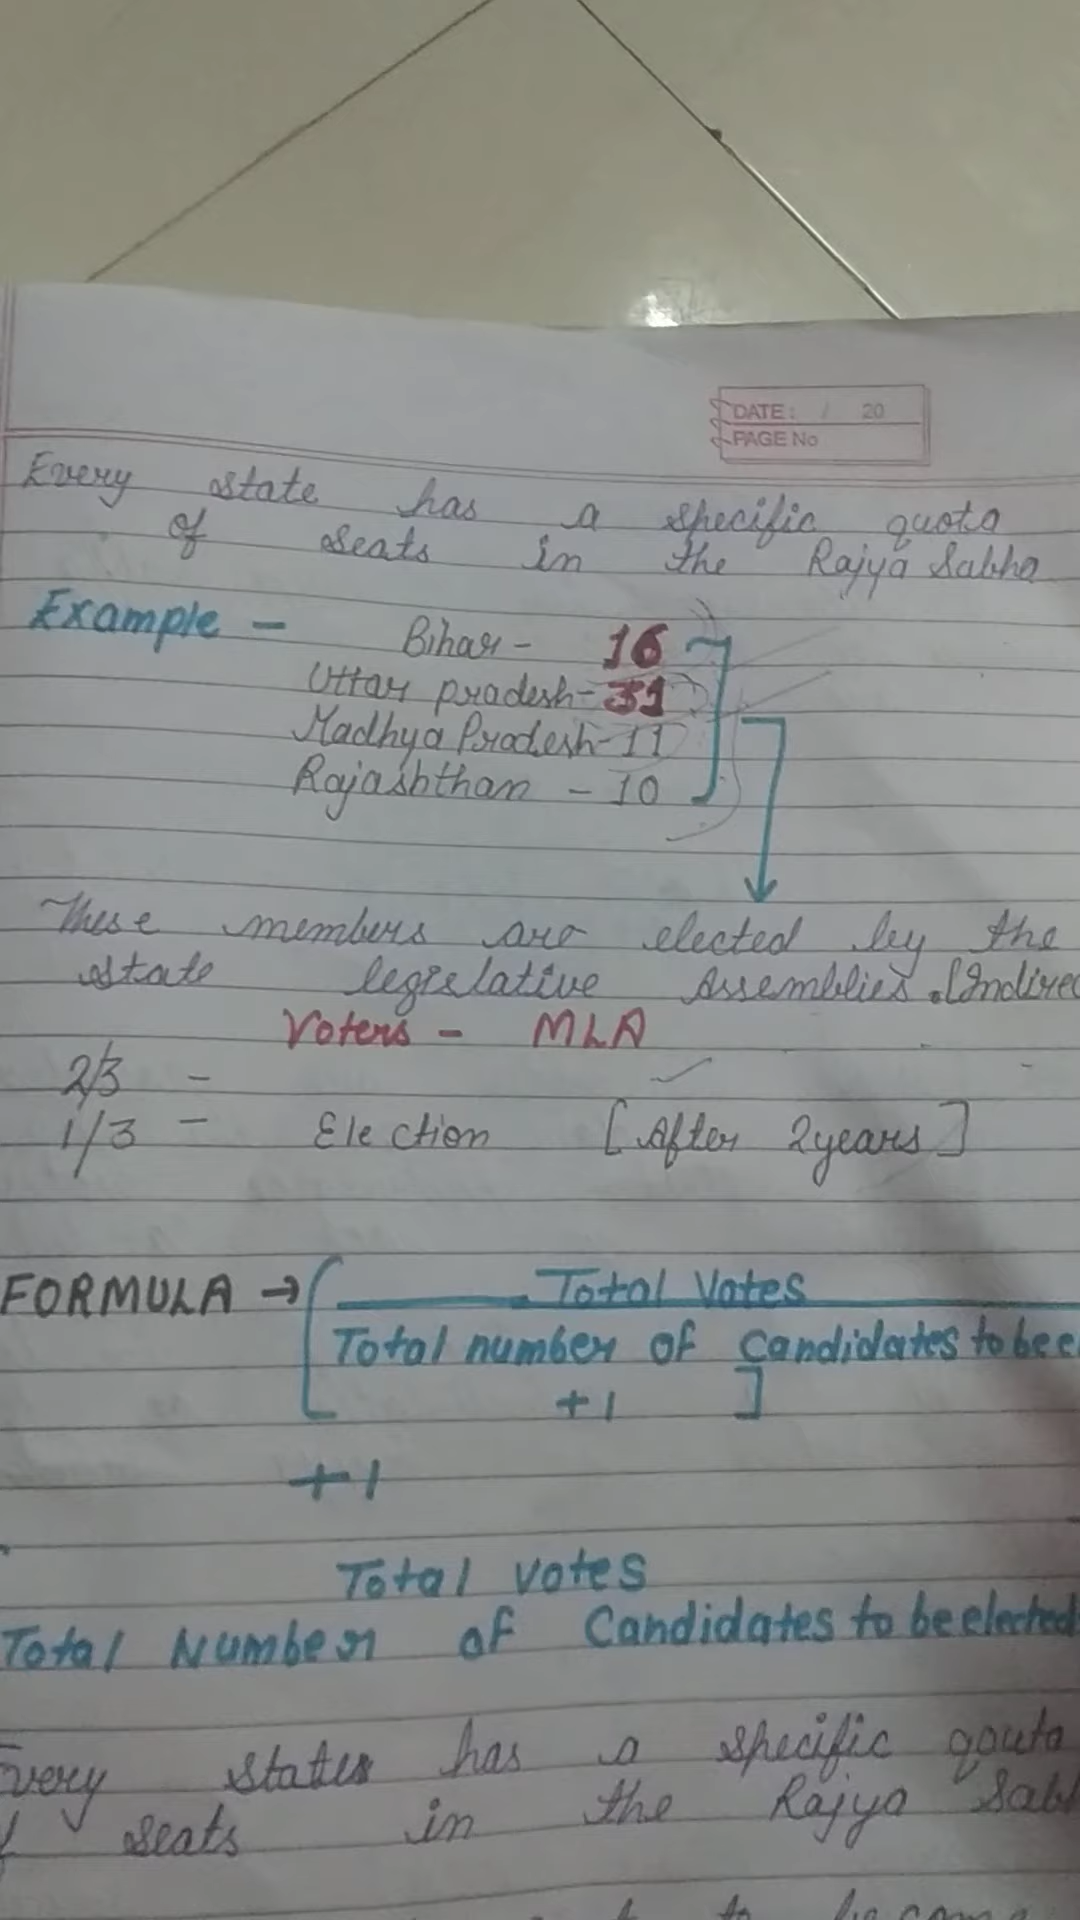 DATE: / 20
PAGE No
Every state has a specific quota
of seats in the Rajya Sabha
Example - Bihar - 16
Uttar pradesh - 31
Madhya Pradesh - 11
Rajashthan - 10
These members are elected by the
state legislative Assemblies. [Indirec
Voters - MLA
2/3 -
1/3 - Election [After 2years]
FORMULA → [ Total Votes
Total number of candidates to be e
+1 ]
+1
Total votes
Total Number of Candidates to be elected
Every states has a specific qouta
seats in the Rajya Sab